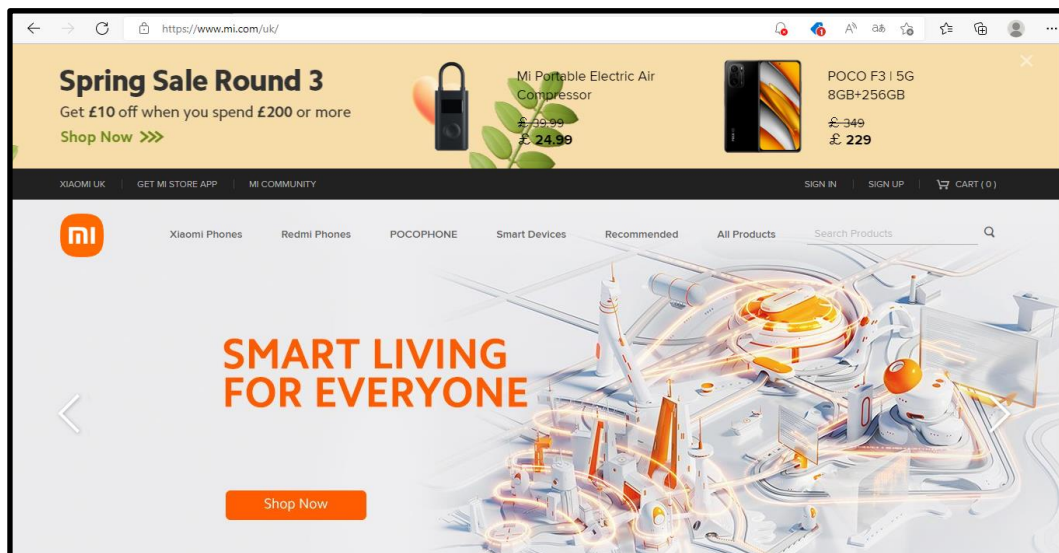 https://www.mi.com/uk/
Spring Sale Round 3
Get £10 off when you spend £200 or more
Shop Now >>>
Mi Portable Electric Air
Compressor
£ 39.99
£ 24.99
POCO F3 | 5G
8GB+256GB
£ 349
£ 229
XIAOMI UK
GET MI STORE APP
MI COMMUNITY
SIGN IN
SIGN UP
CART ( 0 )
mi
Xiaomi Phones
Redmi Phones
POCOPHONE
Smart Devices
Recommended
All Products
Search Products
SMART LIVING
FOR EVERYONE
Shop Now